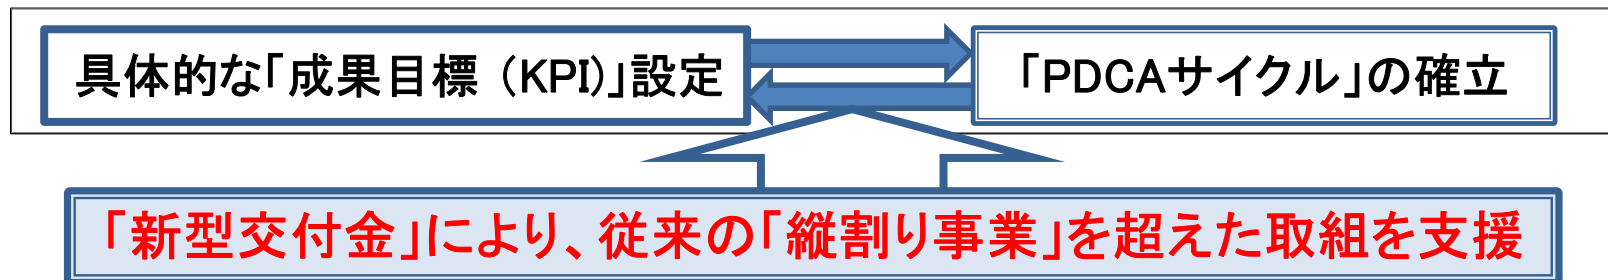 具体的な「成果目標（KPI)」設定
「PDCAサイクル」の確立
「新型交付金」により、従来の「縦割り事業」を超えた取組を支援